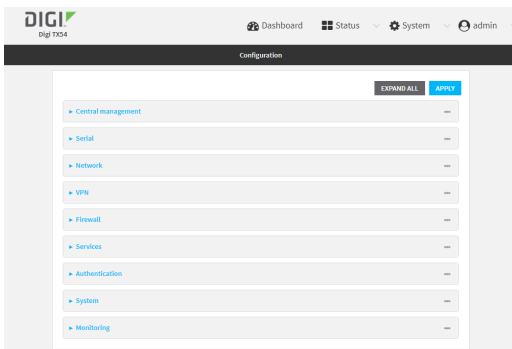 DIGI
Digi TX54
Dashboard Status System admin
Configuration
EXPAND ALL APPLY
Central management
Serial
Network
VPN
Firewall
Services
Authentication
System
Monitoring